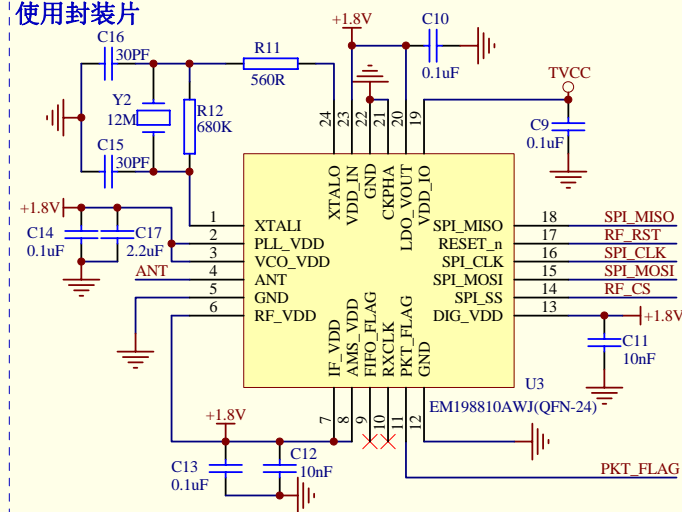 使用封装片
+1.8V
C10
0.1uF
C16
30PF
R11
560R
TVCC
Y2
12M
R12
680K
C9
0.1uF
C15
30PF
24
23
22
21
20
19
XTALO
VDD_IN
GND
CKPHA
LDO_VOUT
VDD_IO
+1.8V
C14
0.1uF
C17
2.2uF
ANT
1 XTALI
2 PLL_VDD
3 VCO_VDD
4 ANT
5 GND
6 RF_VDD
SPI_MISO 18 SPI_MISO
RESET_n 17 RF_RST
SPI_CLK 16 SPI_CLK
SPI_MOSI 15 SPI_MOSI
SPI_SS 14 RF_CS
DIG_VDD 13
+1.8V
C11
10nF
IF_VDD
AMS_VDD
FIFO_FLAG
RXCLK
PKT_FLAG
GND
7
8
9
10
11
12
U3
EM198810AWJ(QFN-24)
+1.8V
C13
0.1uF
C12
10nF
PKT_FLAG